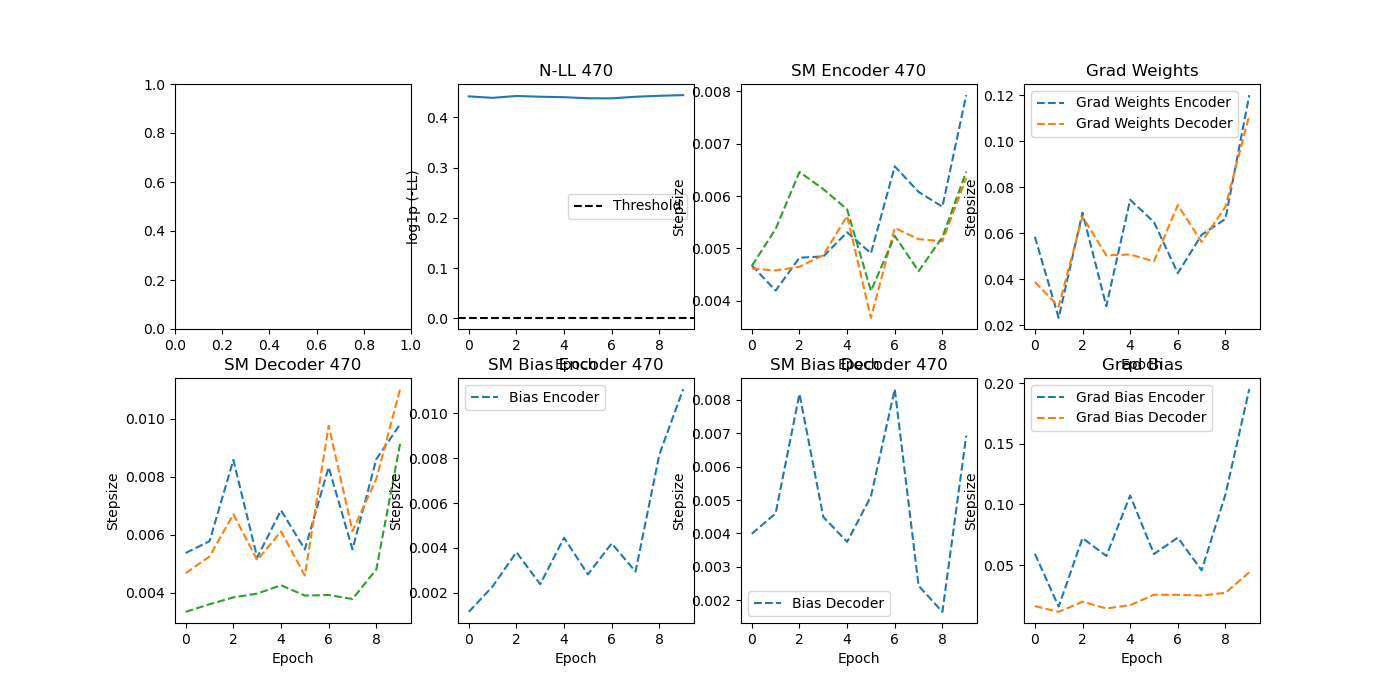 1.0
0.8
0.6
0.4
0.2
0.0
0.0 0.2 0.4 0.6 0.8 1.0
N-LL 470
log1p (-LL)
0.4
0.3
0.2
0.1
0.0
Threshold
0 2 4 6 8
Epoch
SM Encoder 470
Stepsize
0.008
0.007
0.006
0.005
0.004
0 2 4 6 8
Epoch
Grad Weights
Stepsize
0.12
0.10
0.08
0.06
0.04
0.02
Grad Weights Encoder
Grad Weights Decoder
0 2 4 6 8
Epoch
SM Decoder 470
Stepsize
0.010
0.008
0.006
0.004
0 2 4 6 8
Epoch
SM Bias Encoder 470
Stepsize
0.010
0.008
0.006
0.004
0.002
Bias Encoder
0 2 4 6 8
Epoch
SM Bias Decoder 470
Stepsize
0.008
0.007
0.006
0.005
0.004
0.003
0.002
Bias Decoder
0 2 4 6 8
Epoch
Grad Bias
Stepsize
0.20
0.15
0.10
0.05
Grad Bias Encoder
Grad Bias Decoder
0 2 4 6 8
Epoch